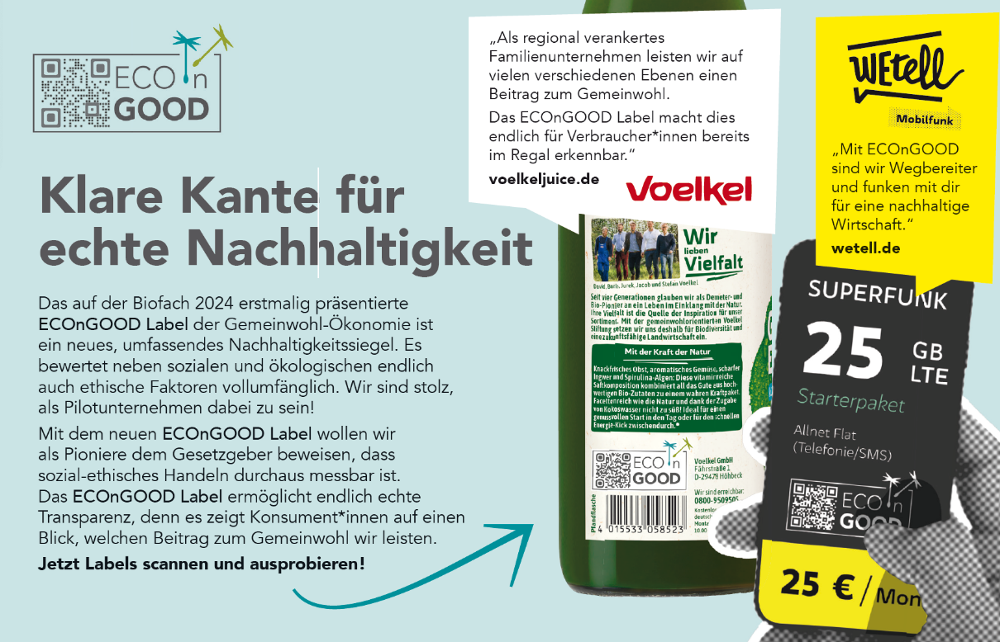 ECOnGOOD
Klare Kante für
echte Nachhaltigkeit
Das auf der Biofach 2024 erstmalig präsentierte
ECOnGOOD Label der Gemeinwohl-Ökonomie ist
ein neues, umfassendes Nachhaltigkeitssiegel. Es
bewertet neben sozialen und ökologischen endlich
auch ethische Faktoren vollumfänglich. Wir sind stolz,
als Pilotunternehmen dabei zu sein!
Mit dem neuen ECOnGOOD Label wollen wir
als Pioniere dem Gesetzgeber beweisen, dass
sozial-ethisches Handeln durchaus messbar ist.
Das ECOnGOOD Label ermöglicht endlich echte
Transparenz, denn es zeigt Konsument*innen auf einen
Blick, welchen Beitrag zum Gemeinwohl wir leisten.
Jetzt Labels scannen und ausprobieren!
„Als regional verankertes
Familienunternehmen leisten wir auf
vielen verschiedenen Ebenen einen
Beitrag zum Gemeinwohl.
Das ECOnGOOD Label macht dies
endlich für Verbraucher*innen bereits
im Regal erkennbar.“
voelkeljuice.de
Voelkel
Wir
lieben
Vielfalt
David, Boris, Jurek, Jacob und Stefan Voelkel
Seit vier Generationen glauben wir als Demeter- und
Bio-Pionier an ein Leben im Einklang mit der Natur.
Ihre Vielfalt ist die Quelle der Inspiration für unser
Sortiment. Mit der gemeinwohlorientierten Voelkel
Stiftung setzen wir uns deshalb für Biodiversität und
eine zukunftsfähige Landwirtschaft ein.
Mit der Kraft der Natur
Knackfrisches Obst, aromatisches Gemüse, scharfer
Ingwer und Spirulina-Algen: Diese vitaminreiche
Saftkomposition kombiniert all das Gute aus hoch-
wertigen Bio-Zutaten zu einem wahren Kraftpaket.
Facettenreich wie die Natur und dank der Zugabe
von Kokoswasser nicht zu süß! Ideal für einen
genussvollen Start in den Tag oder für den schnellen
Energie-Kick zwischendurch.*
ECOn
GOOD
Voelkel GmbH
Fährstraße 1
D-29478 Höhbeck
Wir sind erreichbar:
0800-9509505
Kostenlos
deutsch
Monta
10:00
Pfandflasche
4 015533 058523
WEtell
Mobilfunk
„Mit ECOnGOOD
sind wir Wegbereiter
und funken mit dir
für eine nachhaltige
Wirtschaft.“
wetell.de
SUPERFUNK
25 GB
LTE
Starterpaket
Allnet Flat
(Telefonie/SMS)
ECOn
GOOD
25 € / Mon